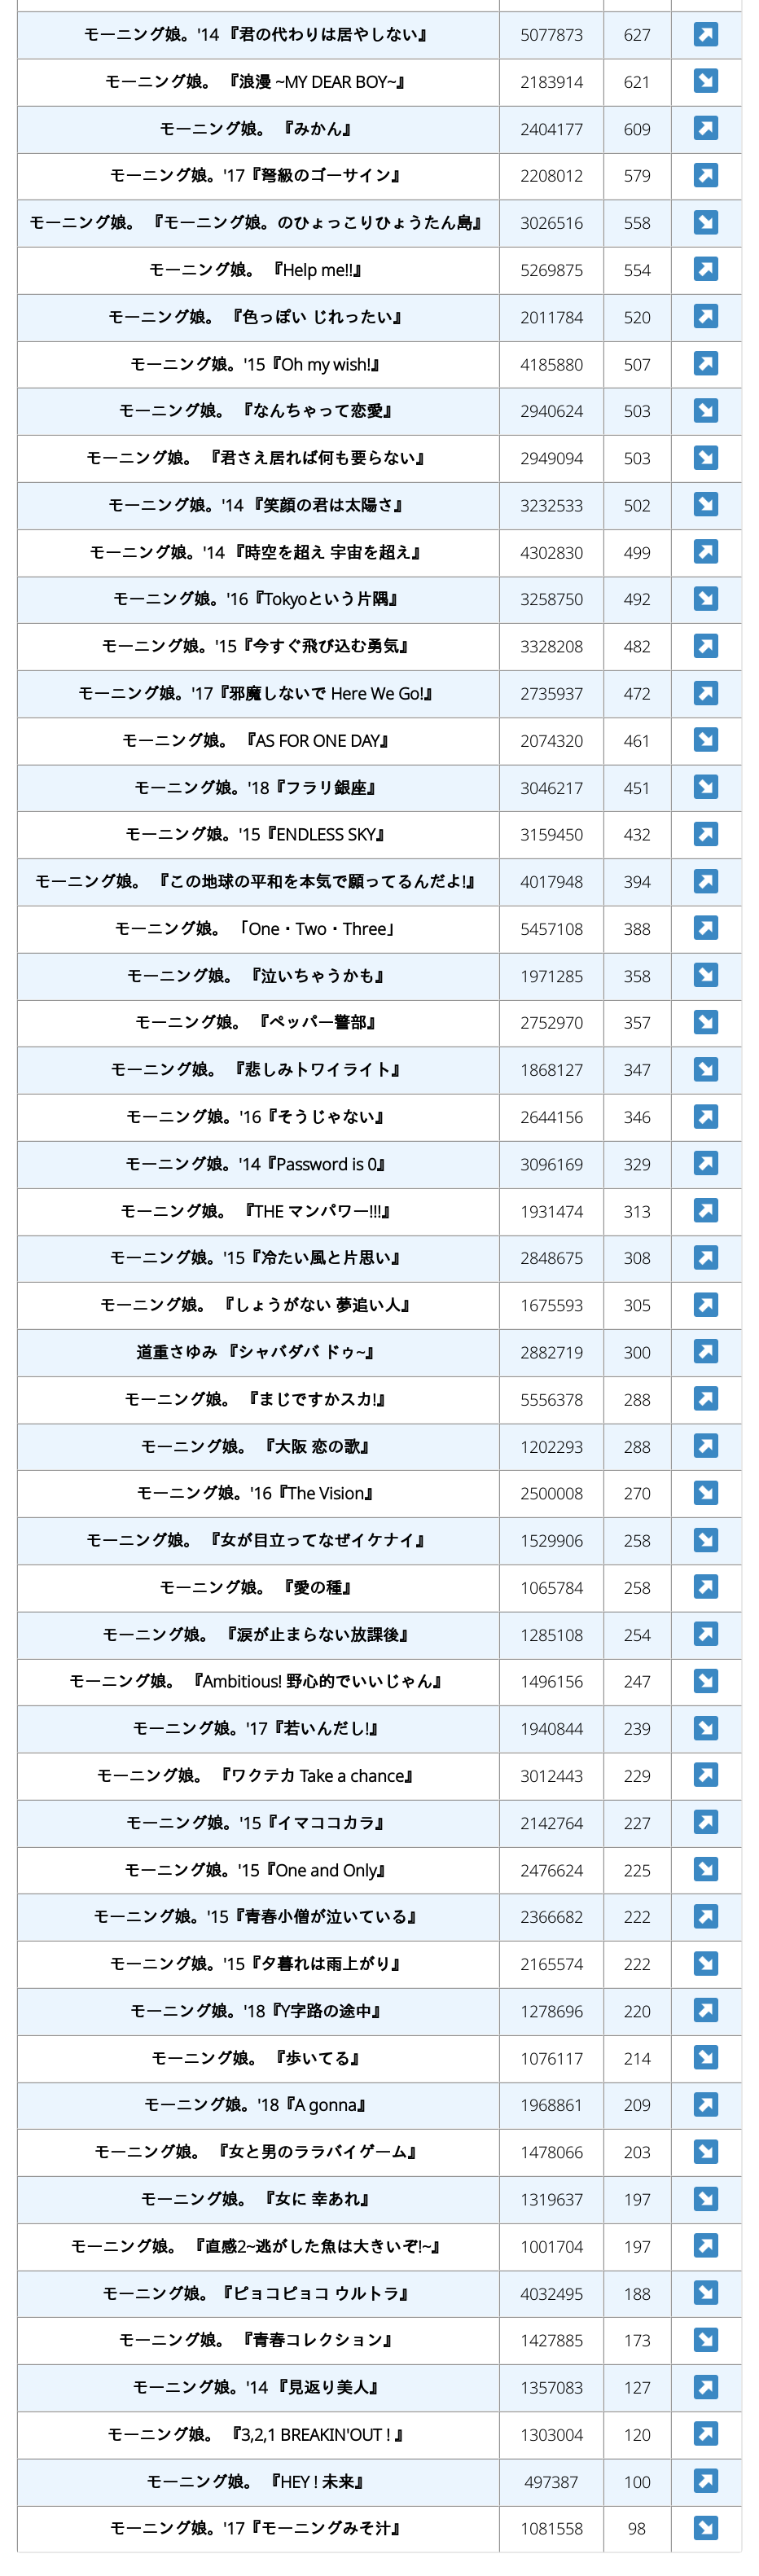 モーニング娘。'14 『君の代わりは居やしない』 5077873 627 ↗
モーニング娘。 『浪漫 ~MY DEAR BOY~』 2183914 621 ↘
モーニング娘。 『みかん』 2404177 609 ↗
モーニング娘。'17『弩級のゴーサイン』 2208012 579 ↗
モーニング娘。 『モーニング娘。のひょっこりひょうたん島』 3026516 558 ↘
モーニング娘。 『Help me!!』 5269875 554 ↗
モーニング娘。 『色っぽい じれったい』 2011784 520 ↗
モーニング娘。'15『Oh my wish!』 4185880 507 ↗
モーニング娘。 『なんちゃって恋愛』 2940624 503 ↘
モーニング娘。 『君さえ居れば何も要らない』 2949094 503 ↘
モーニング娘。'14 『笑顔の君は太陽さ』 3232533 502 ↘
モーニング娘。'14 『時空を超え 宇宙を超え』 4302830 499 ↗
モーニング娘。'16『Tokyoという片隅』 3258750 492 ↘
モーニング娘。'15『今すぐ飛び込む勇気』 3328208 482 ↗
モーニング娘。'17『邪魔しないで Here We Go!』 2735937 472 ↗
モーニング娘。 『AS FOR ONE DAY』 2074320 461 ↘
モーニング娘。'18『フラリ銀座』 3046217 451 ↘
モーニング娘。'15『ENDLESS SKY』 3159450 432 ↗
モーニング娘。 『この地球の平和を本気で願ってるんだよ!』 4017948 394 ↗
モーニング娘。 「One・Two・Three」 5457108 388 ↗
モーニング娘。 『泣いちゃうかも』 1971285 358 ↘
モーニング娘。 『ペッパー警部』 2752970 357 ↘
モーニング娘。 『悲しみトワイライト』 1868127 347 ↘
モーニング娘。'16『そうじゃない』 2644156 346 ↗
モーニング娘。'14『Password is 0』 3096169 329 ↗
モーニング娘。 『THE マンパワー!!!』 1931474 313 ↗
モーニング娘。'15『冷たい風と片思い』 2848675 308 ↗
モーニング娘。 『しょうがない 夢追い人』 1675593 305 ↗
道重さゆみ 『シャバダバ ドゥ~』 2882719 300 ↗
モーニング娘。 『まじですかスカ!』 5556378 288 ↗
モーニング娘。 『大阪 恋の歌』 1202293 288 ↗
モーニング娘。'16『The Vision』 2500008 270 ↘
モーニング娘。 『女が目立ってなぜイケナイ』 1529906 258 ↘
モーニング娘。 『愛の種』 1065784 258 ↗
モーニング娘。 『涙が止まらない放課後』 1285108 254 ↗
モーニング娘。 『Ambitious! 野心的でいいじゃん』 1496156 247 ↘
モーニング娘。'17『若いんだし!』 1940844 239 ↘
モーニング娘。 『ワクテカ Take a chance』 3012443 229 ↗
モーニング娘。'15『イマココカラ』 2142764 227 ↗
モーニング娘。'15『One and Only』 2476624 225 ↘
モーニング娘。'15『青春小僧が泣いている』 2366682 222 ↗
モーニング娘。'15『夕暮れは雨上がり』 2165574 222 ↘
モーニング娘。'18『Y字路の途中』 1278696 220 ↗
モーニング娘。 『歩いてる』 1076117 214 ↘
モーニング娘。'18『A gonna』 1968861 209 ↗
モーニング娘。 『女と男のララバイゲーム』 1478066 203 ↘
モーニング娘。 『女に 幸あれ』 1319637 197 ↘
モーニング娘。 『直感2~逃がした魚は大きいぞ!~』 1001704 197 ↗
モーニング娘。『ピョコピョコ ウルトラ』 4032495 188 ↘
モーニング娘。 『青春コレクション』 1427885 173 ↘
モーニング娘。'14 『見返り美人』 1357083 127 ↗
モーニング娘。 『3,2,1 BREAKIN'OUT ! 』 1303004 120 ↗
モーニング娘。 『HEY ! 未来』 497387 100 ↗
モーニング娘。'17『モーニングみそ汁』 1081558 98 ↘